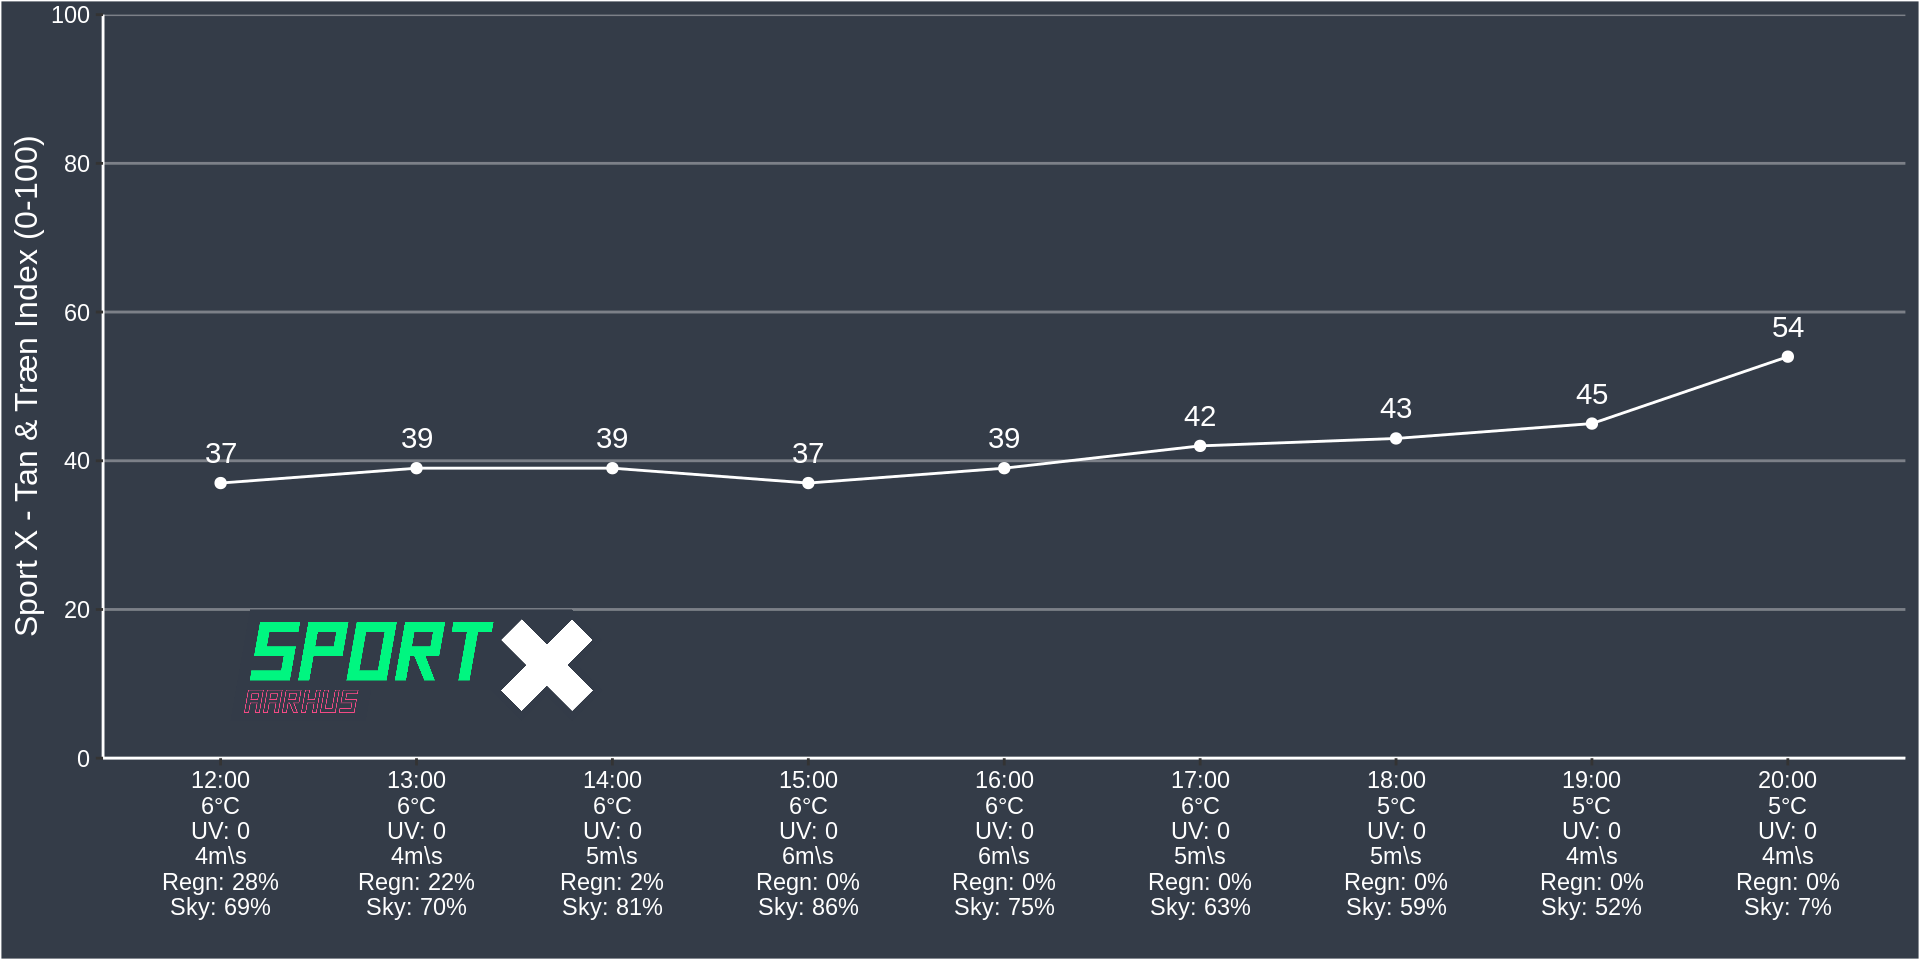 Sport X - Tan & Træn Index (0-100)
100
80
60
40
20
0
37
39
39
37
39
42
43
45
54
SPORT X
AARHUS
12:00 13:00 14:00 15:00 16:00 17:00 18:00 19:00 20:00
6°C 6°C 6°C 6°C 6°C 6°C 5°C 5°C 5°C
UV: 0 UV: 0 UV: 0 UV: 0 UV: 0 UV: 0 UV: 0 UV: 0 UV: 0
4m\s 4m\s 5m\s 6m\s 6m\s 5m\s 5m\s 4m\s 4m\s
Regn: 28% Regn: 22% Regn: 2% Regn: 0% Regn: 0% Regn: 0% Regn: 0% Regn: 0% Regn: 0%
Sky: 69% Sky: 70% Sky: 81% Sky: 86% Sky: 75% Sky: 63% Sky: 59% Sky: 52% Sky: 7%